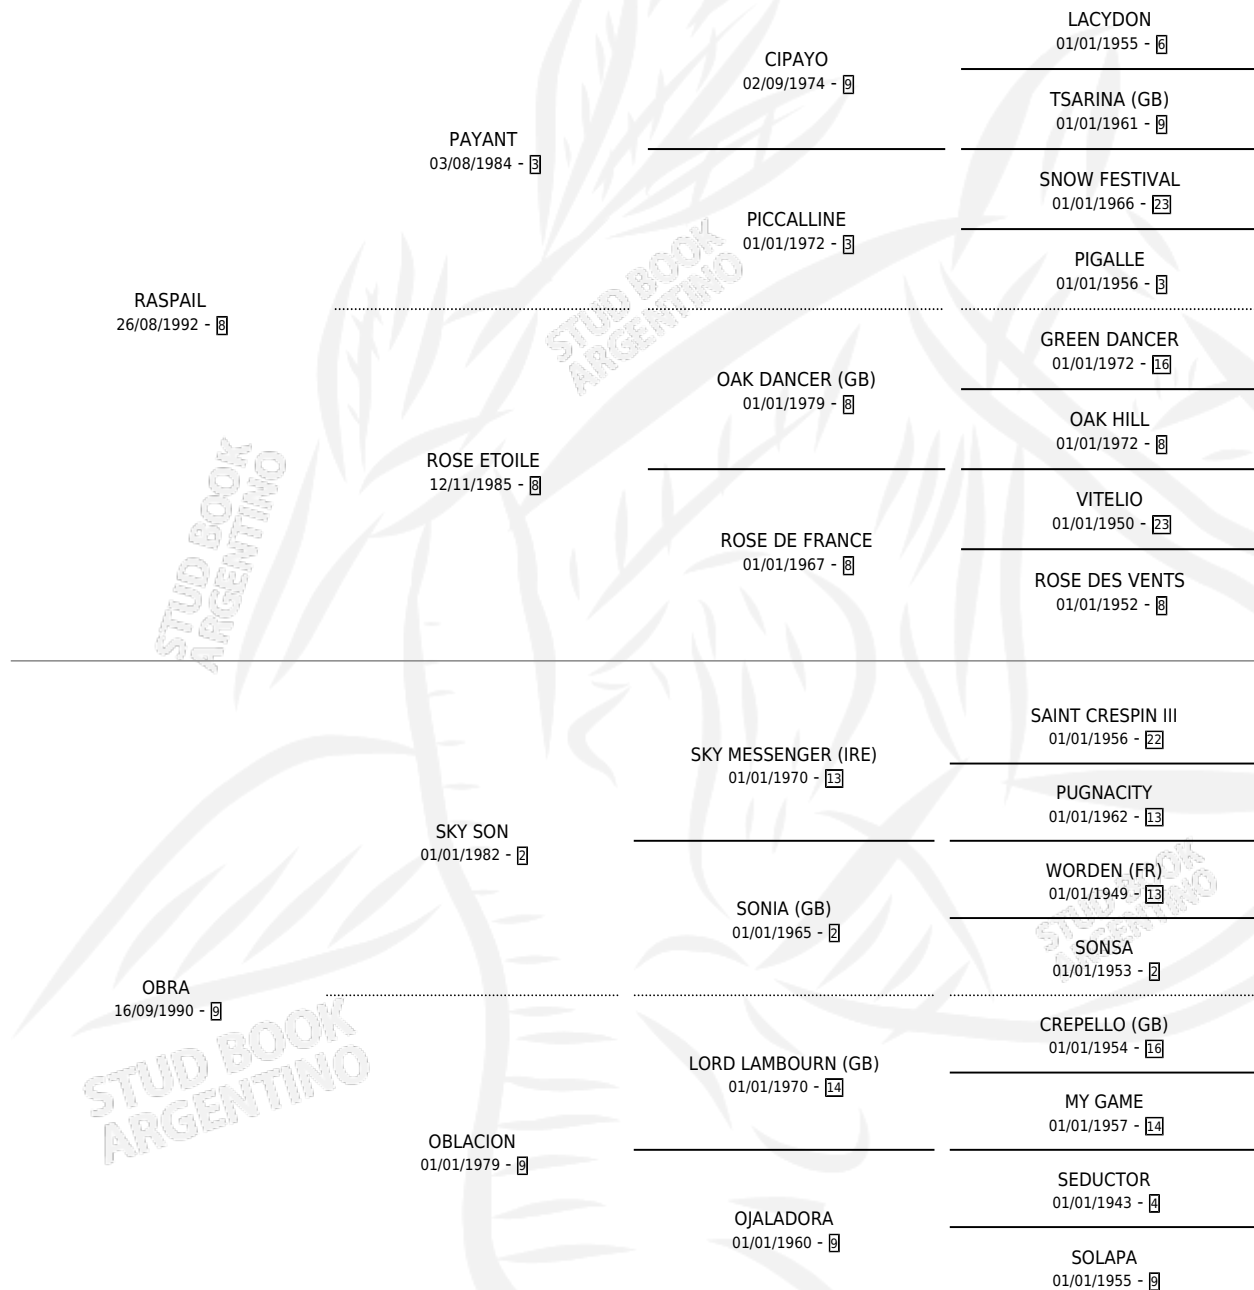 LACYDON
01/01/1955 - 6
CIPAYO
02/09/1974 - 9
TSARINA (GB)
01/01/1961 - 9
PAYANT
03/08/1984 - 3
SNOW FESTIVAL
01/01/1966 - 23
PICCALLINE
01/01/1972 - 3
PIGALLE
01/01/1956 - 3
RASPAIL
26/08/1992 - 8
GREEN DANCER
01/01/1972 - 16
OAK DANCER (GB)
01/01/1979 - 8
OAK HILL
01/01/1972 - 8
ROSE ETOILE
12/11/1985 - 8
VITELIO
01/01/1950 - 23
ROSE DE FRANCE
01/01/1967 - 8
ROSE DES VENTS
01/01/1952 - 8
STUD BOOK
ARGENTINO
STUD BOOK
ARGENTINO
SAINT CRESPIN III
01/01/1956 - 22
SKY MESSENGER (IRE)
01/01/1970 - 13
PUGNACITY
01/01/1962 - 13
SKY SON
01/01/1982 - 2
WORDEN (FR)
01/01/1949 - 13
SONIA (GB)
01/01/1965 - 2
SONSA
01/01/1953 - 2
STUD BOOK
ARGENTINO
OBRA
16/09/1990 - 9
CREPELLO (GB)
01/01/1954 - 16
LORD LAMBOURN (GB)
01/01/1970 - 14
MY GAME
01/01/1957 - 14
STUD BOOK
ARGENTINO
OBLACION
01/01/1979 - 9
SEDUCTOR
01/01/1943 - 4
OJALADORA
01/01/1960 - 9
SOLAPA
01/01/1955 - 9